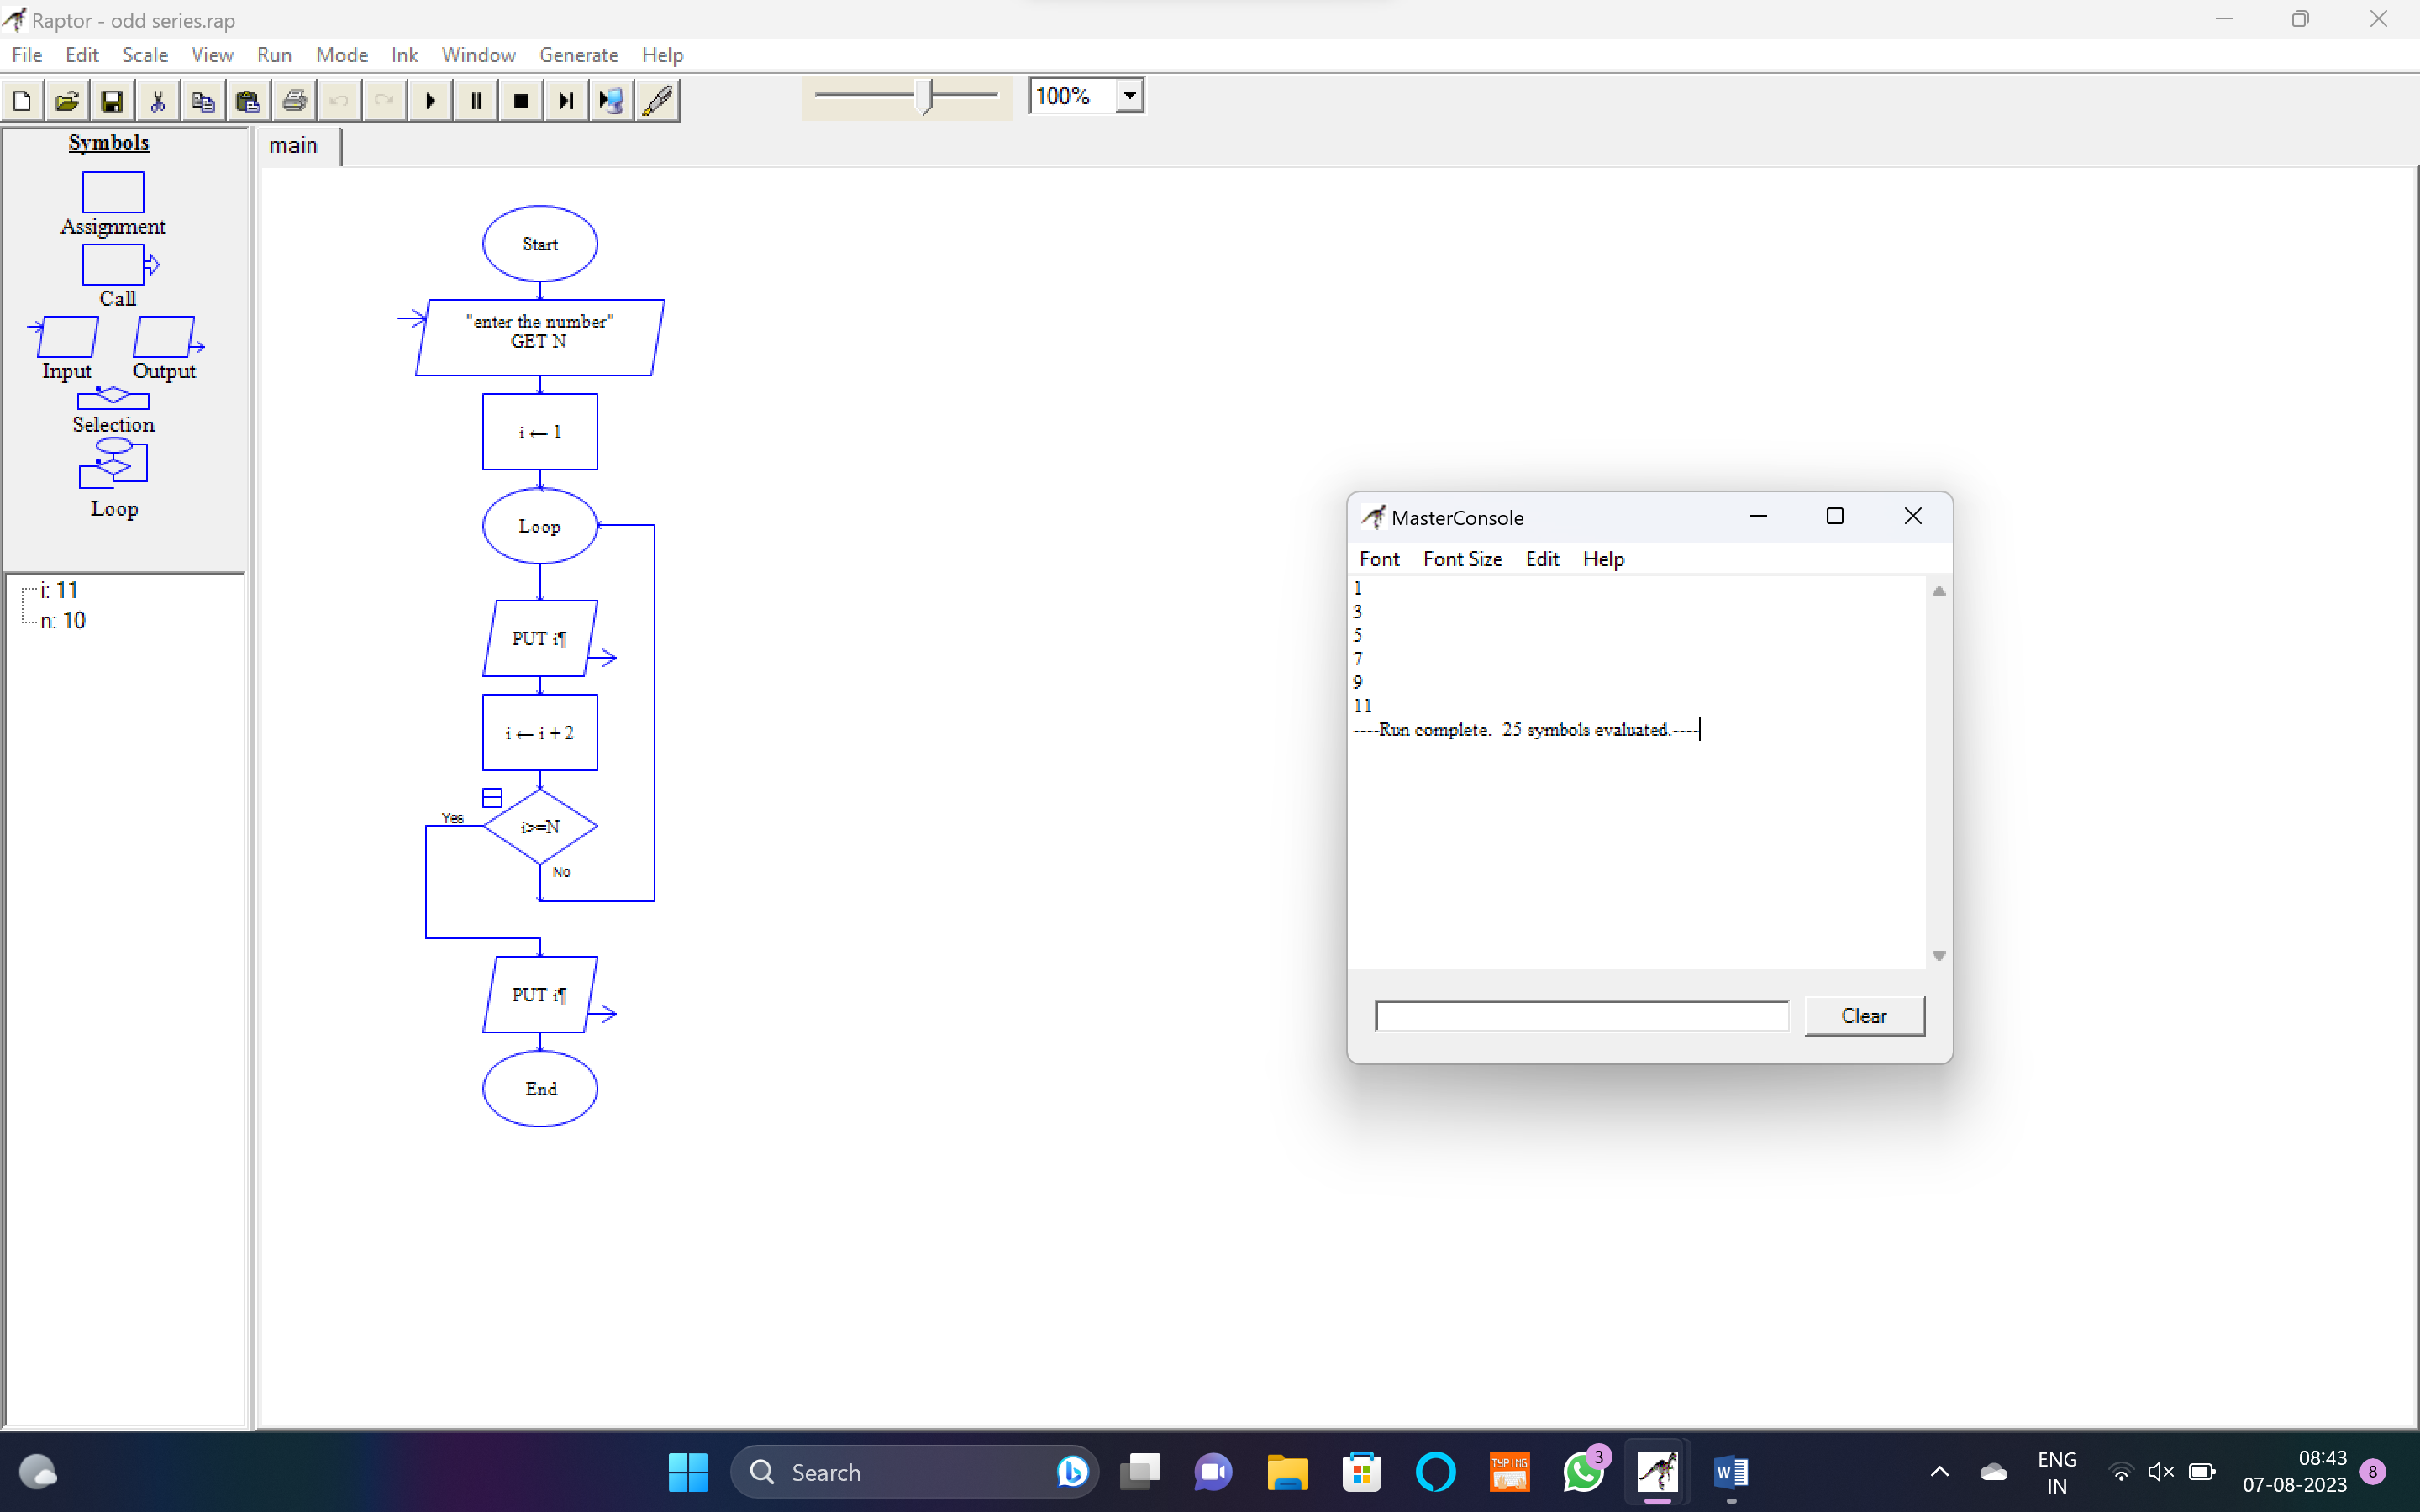 Raptor - odd series.rap
File Edit Scale View Run Mode Ink Window Generate Help
100%
Symbols
Assignment
Call
Input Output
Selection
Loop
i: 11
n: 10
main
Start
"enter the number"
GET N
i ← 1
Loop
PUT i¶
i ← i + 2
Yes
i>=N
No
PUT i¶
End
MasterConsole
Font Font Size Edit Help
1
3
5
7
9
11
----Run complete.  25 symbols evaluated.----
Clear
Search
TYPING
3
W
ENG
IN
08:43
07-08-2023
8